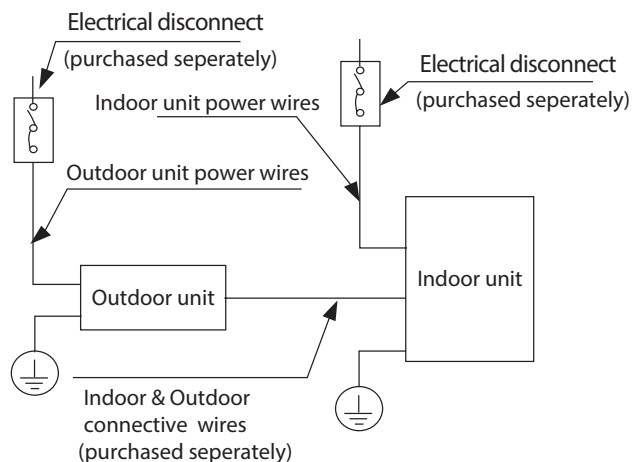 Electrical disconnect
(purchased seperately)
Electrical disconnect
(purchased seperately)
Indoor unit power wires
Outdoor unit power wires
Outdoor unit
Indoor unit
Indoor & Outdoor
connective wires
(purchased seperately)